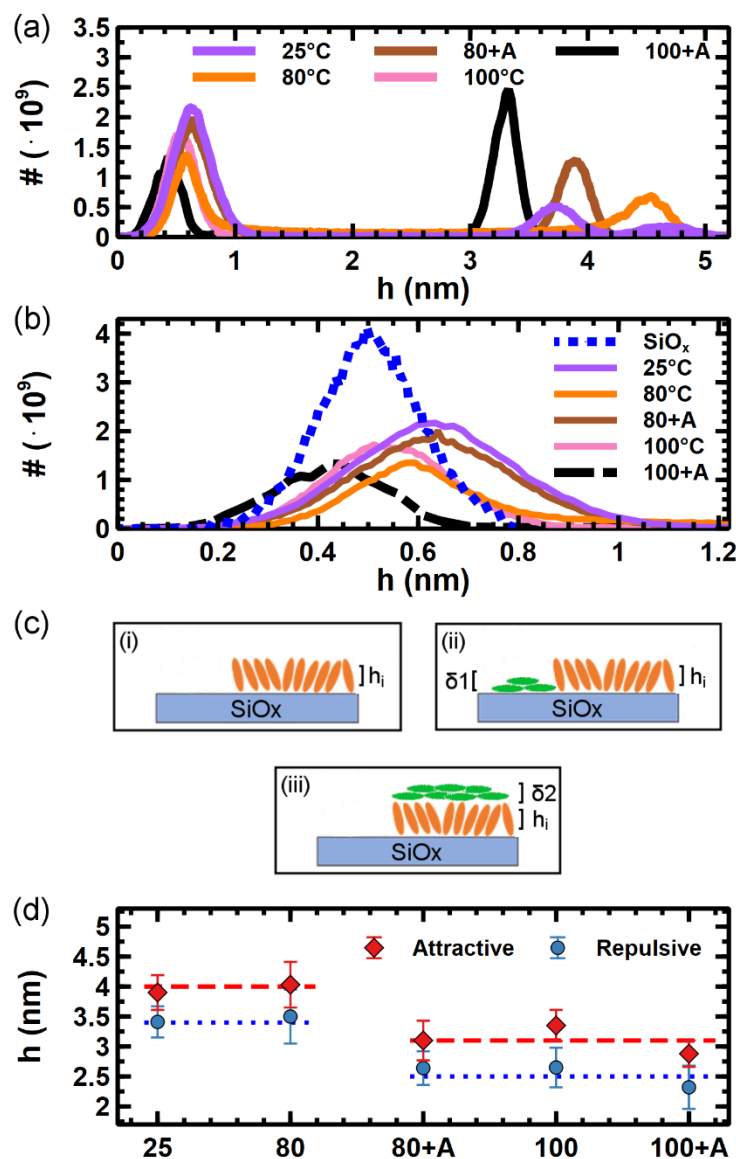 (a)
3.5
3
2.5
2
1.5
1
0.5
0
# ( · 10⁹)
25°C
80+A
100+A
80°C
100°C
0 1 2 3 4 5
h (nm)
(b)
4
3
2
1
0
# ( · 10⁹)
SiOₓ
25°C
80°C
80+A
100°C
100+A
0 0.2 0.4 0.6 0.8 1 1.2
h (nm)
(c)
(i)
hᵢ
SiOx
(ii)
δ1
hᵢ
SiOx
(iii)
δ2
hᵢ
SiOx
(d)
5
4.5
4
3.5
3
2.5
2
h (nm)
Attractive Repulsive
25 80 80+A 100 100+A